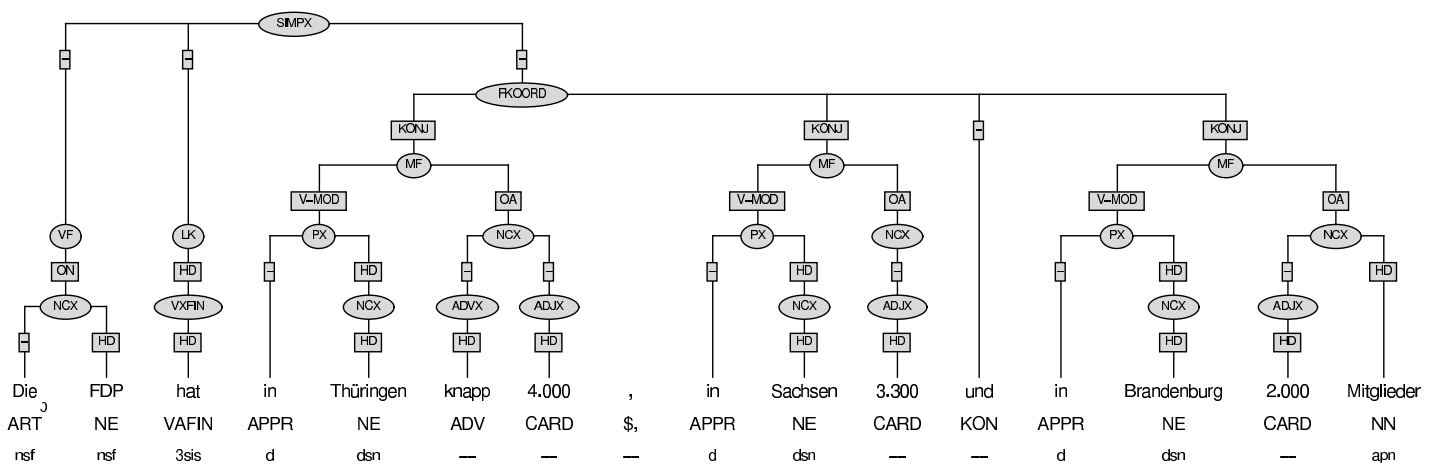 SIMPX
– – –
FKOORD
KONJ KONJ – KONJ
MF MF MF
V–MOD OA V–MOD OA V–MOD OA
VF LK PX NCX PX NCX PX NCX
ON HD – HD – – – HD – – HD – HD
NCX VXFIN NCX ADVX ADJX NCX ADJX NCX ADJX
– HD HD HD HD HD HD HD HD HD
Die FDP hat in Thüringen knapp 4.000 , in Sachsen 3.300 und in Brandenburg 2.000 Mitglieder
ART NE VAFIN APPR NE ADV CARD $, APPR NE CARD KON APPR NE CARD NN
nsf nsf 3sis d dsn –– –– –– d dsn –– –– d dsn –– apn